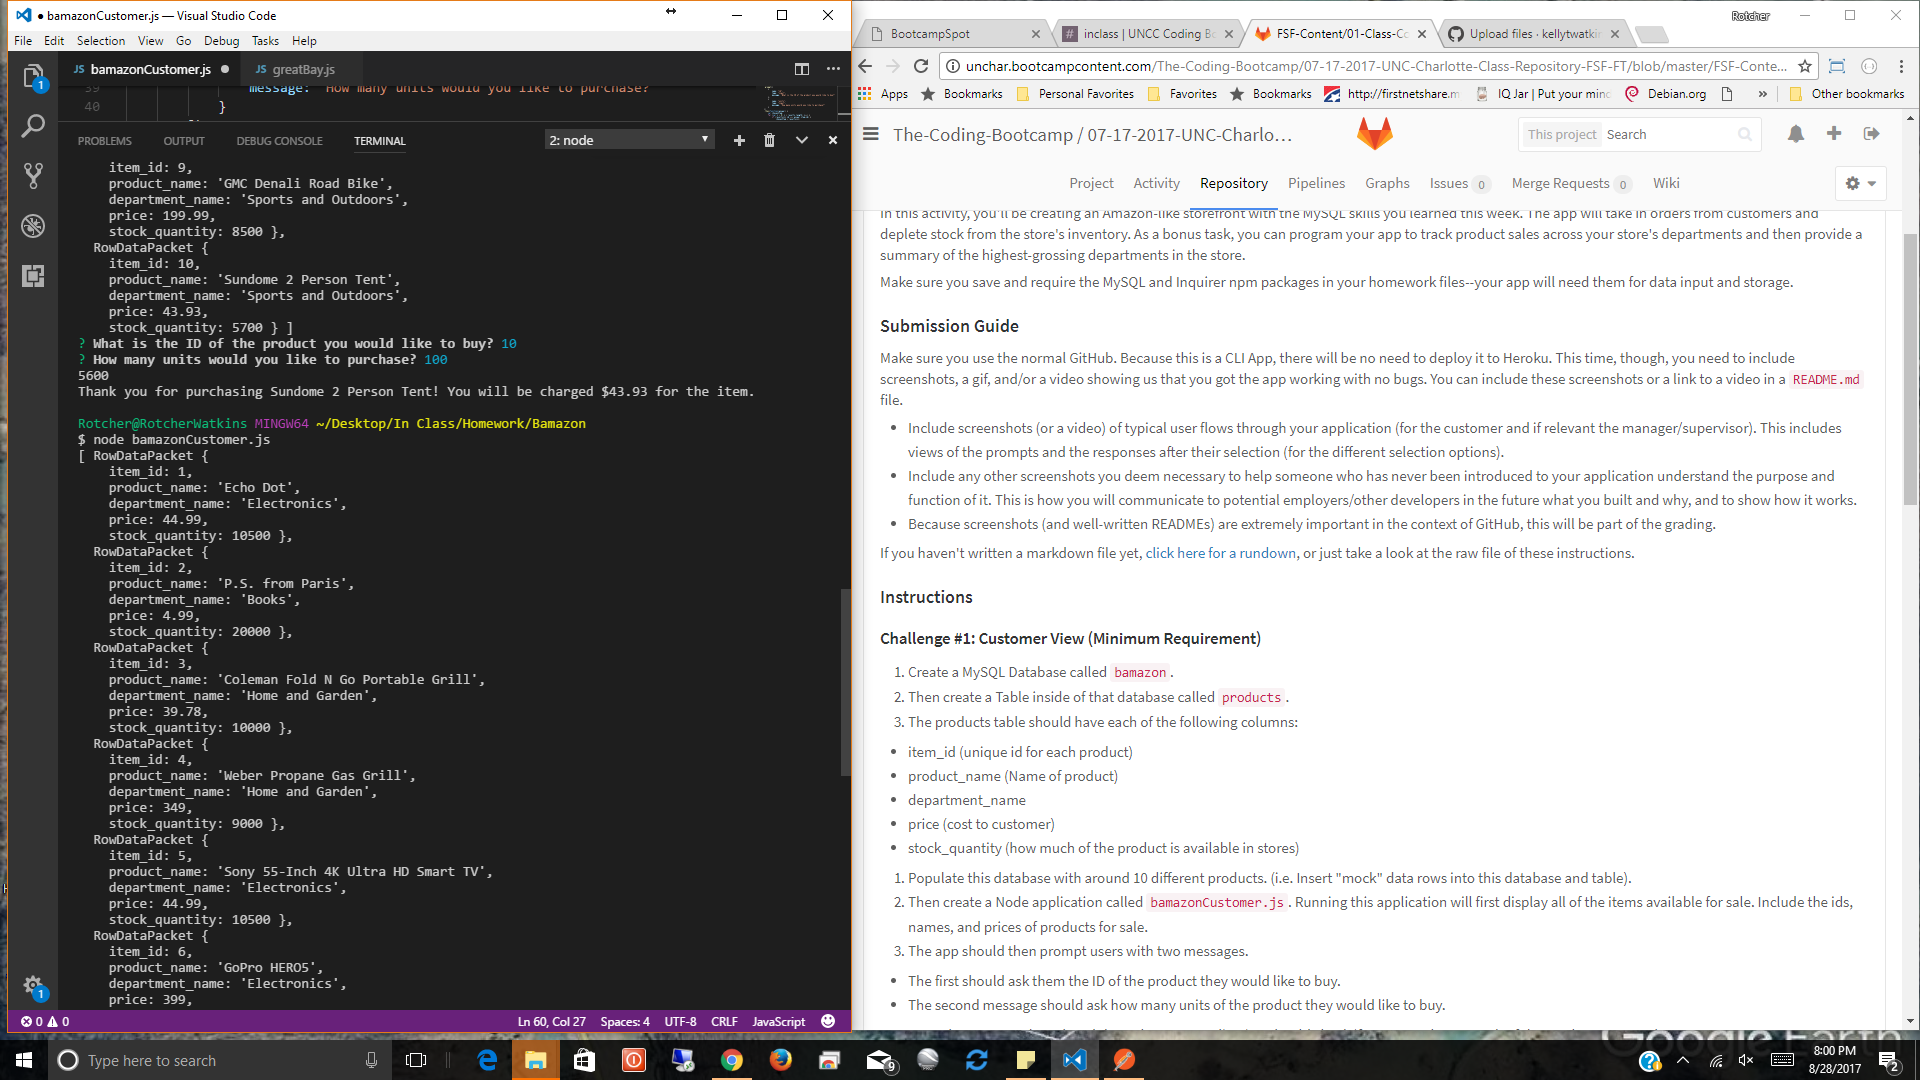 ● bamazonCustomer.js — Visual Studio Code
File Edit Selection View Go Debug Tasks Help
JS bamazonCustomer.js ●
JS greatBay.js
39 message: "How many units would you like to purchase?"
40 }
PROBLEMS OUTPUT DEBUG CONSOLE TERMINAL
2: node
item_id: 9,
product_name: 'GMC Denali Road Bike',
department_name: 'Sports and Outdoors',
price: 199.99,
stock_quantity: 8500 },
RowDataPacket {
item_id: 10,
product_name: 'Sundome 2 Person Tent',
department_name: 'Sports and Outdoors',
price: 43.93,
stock_quantity: 5700 } ]
? What is the ID of the product you would like to buy? 10
? How many units would you like to purchase? 100
5600
Thank you for purchasing Sundome 2 Person Tent! You will be charged $43.93 for the item.
Rotcher@RotcherWatkins MINGW64 ~/Desktop/In Class/Homework/Bamazon
$ node bamazonCustomer.js
[ RowDataPacket {
item_id: 1,
product_name: 'Echo Dot',
department_name: 'Electronics',
price: 44.99,
stock_quantity: 10500 },
RowDataPacket {
item_id: 2,
product_name: 'P.S. from Paris',
department_name: 'Books',
price: 4.99,
stock_quantity: 20000 },
RowDataPacket {
item_id: 3,
product_name: 'Coleman Fold N Go Portable Grill',
department_name: 'Home and Garden',
price: 39.78,
stock_quantity: 10000 },
RowDataPacket {
item_id: 4,
product_name: 'Weber Propane Gas Grill',
department_name: 'Home and Garden',
price: 349,
stock_quantity: 9000 },
RowDataPacket {
item_id: 5,
product_name: 'Sony 55-Inch 4K Ultra HD Smart TV',
department_name: 'Electronics',
price: 44.99,
stock_quantity: 10500 },
RowDataPacket {
item_id: 6,
product_name: 'GoPro HERO5',
department_name: 'Electronics',
price: 399,
1
1
0 0
Ln 60, Col 27 Spaces: 4 UTF-8 CRLF JavaScript
Rotcher
BootcampSpot
inclass | UNCC Coding Bo
FSF-Content/01-Class-Co
Upload files · kellytwatkin
unchar.bootcampcontent.com/The-Coding-Bootcamp/07-17-2017-UNC-Charlotte-Class-Repository-FSF-FT/blob/master/FSF-Conte...
Apps Bookmarks Personal Favorites Favorites Bookmarks http://firstnetshare.m IQ Jar | Put your minc Debian.org » Other bookmarks
The-Coding-Bootcamp / 07-17-2017-UNC-Charlo...
This project Search
Project Activity Repository Pipelines Graphs Issues 0 Merge Requests 0 Wiki
In this activity, you'll be creating an Amazon-like storefront with the MySQL skills you learned this week. The app will take in orders from customers and
deplete stock from the store's inventory. As a bonus task, you can program your app to track product sales across your store's departments and then provide a
summary of the highest-grossing departments in the store.
Make sure you save and require the MySQL and Inquirer npm packages in your homework files--your app will need them for data input and storage.
Submission Guide
Make sure you use the normal GitHub. Because this is a CLI App, there will be no need to deploy it to Heroku. This time, though, you need to include
screenshots, a gif, and/or a video showing us that you got the app working with no bugs. You can include these screenshots or a link to a video in a README.md
file.
• Include screenshots (or a video) of typical user flows through your application (for the customer and if relevant the manager/supervisor). This includes
views of the prompts and the responses after their selection (for the different selection options).
• Include any other screenshots you deem necessary to help someone who has never been introduced to your application understand the purpose and
function of it. This is how you will communicate to potential employers/other developers in the future what you built and why, and to show how it works.
• Because screenshots (and well-written READMEs) are extremely important in the context of GitHub, this will be part of the grading.
If you haven't written a markdown file yet, click here for a rundown, or just take a look at the raw file of these instructions.
Instructions
Challenge #1: Customer View (Minimum Requirement)
1. Create a MySQL Database called bamazon.
2. Then create a Table inside of that database called products.
3. The products table should have each of the following columns:
• item_id (unique id for each product)
• product_name (Name of product)
• department_name
• price (cost to customer)
• stock_quantity (how much of the product is available in stores)
1. Populate this database with around 10 different products. (i.e. Insert "mock" data rows into this database and table).
2. Then create a Node application called bamazonCustomer.js. Running this application will first display all of the items available for sale. Include the ids,
names, and prices of products for sale.
3. The app should then prompt users with two messages.
• The first should ask them the ID of the product they would like to buy.
• The second message should ask how many units of the product they would like to buy.
Google Earth
Type here to search
9
8:00 PM
8/28/2017
2